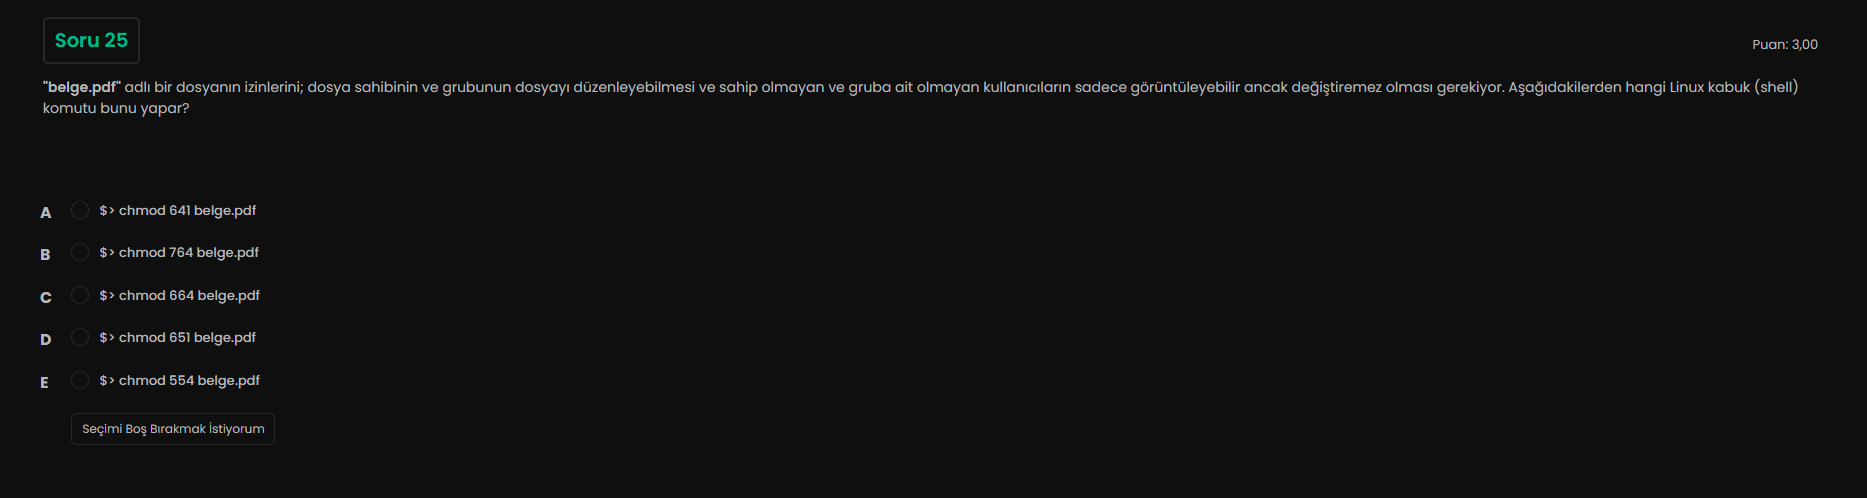 Soru 25
Puan: 3,00
"belge.pdf" adlı bir dosyanın izinlerini; dosya sahibinin ve grubunun dosyayı düzenleyebilmesi ve sahip olmayan ve gruba ait olmayan kullanıcıların sadece görüntüleyebilir ancak değiştiremez olması gerekiyor. Aşağıdakilerden hangi Linux kabuk (shell)
komutu bunu yapar?
A $> chmod 641 belge.pdf
B $> chmod 764 belge.pdf
C $> chmod 664 belge.pdf
D $> chmod 651 belge.pdf
E $> chmod 554 belge.pdf
Seçimi Boş Bırakmak İstiyorum